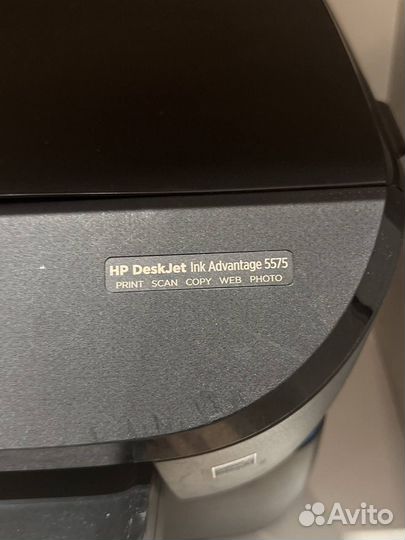 HP DeskJet Ink Advantage 5575
PRINT SCAN COPY WEB PHOTO
Avito